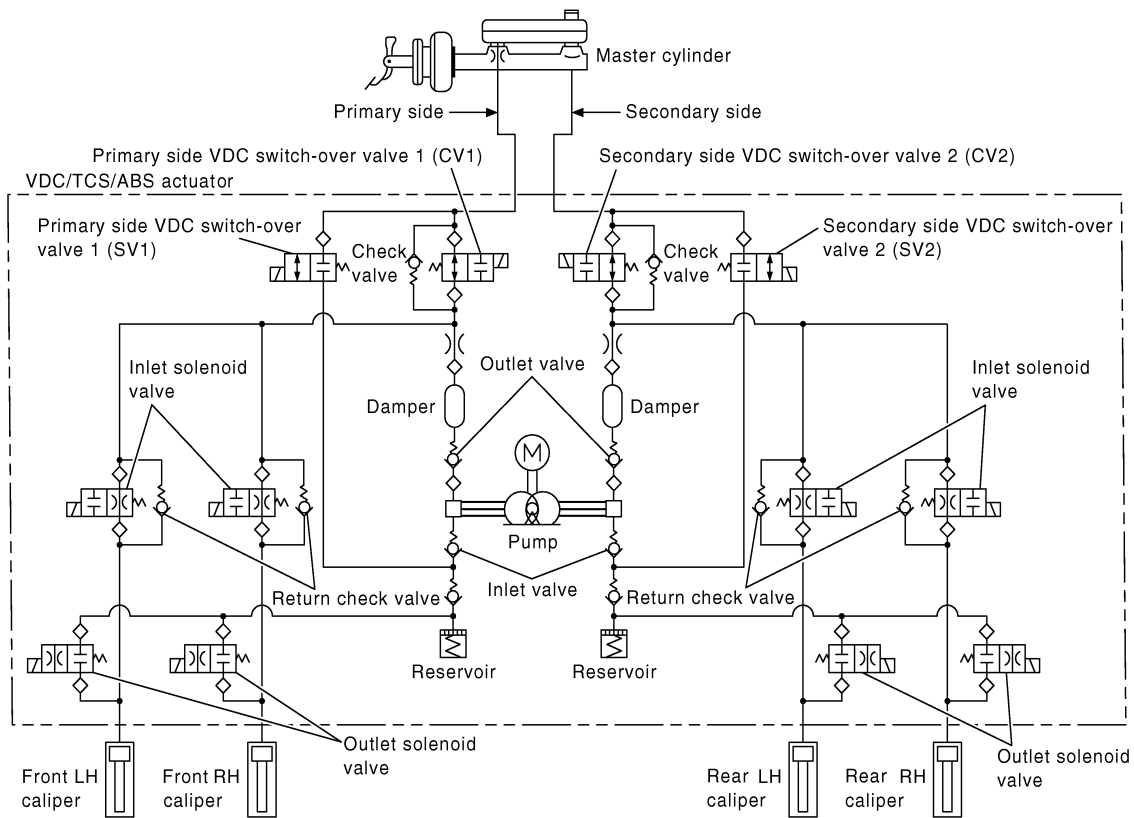 Master cylinder
Primary side
Secondary side
Primary side VDC switch-over valve 1 (CV1)
Secondary side VDC switch-over valve 2 (CV2)
VDC/TCS/ABS actuator
Primary side VDC switch-over
valve 1 (SV1)
Check
valve
Check
valve
Secondary side VDC switch-over
valve 2 (SV2)
Inlet solenoid
valve
Outlet valve
Inlet solenoid
valve
Damper
Damper
M
Pump
Inlet valve
Return check valve
Return check valve
Reservoir
Reservoir
Outlet solenoid
valve
Outlet solenoid
valve
Front LH
caliper
Front RH
caliper
Rear LH
caliper
Rear RH
caliper